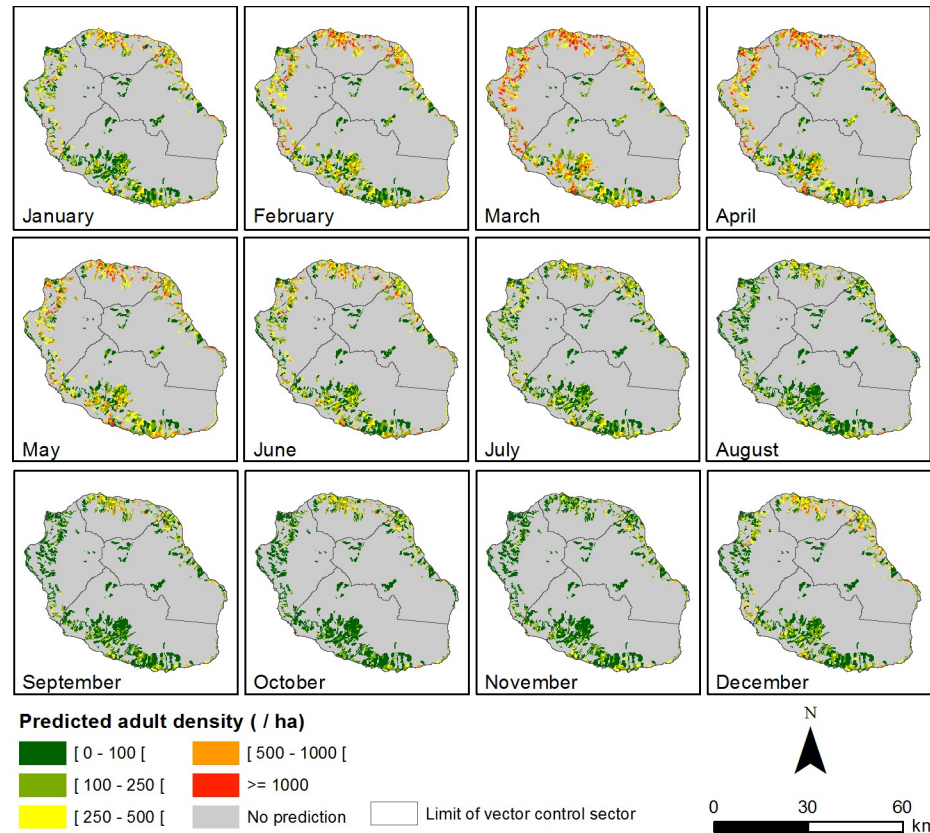 January
February
March
April
May
June
July
August
September
October
November
December
Predicted adult density ( / ha)
[ 0 - 100 [
[ 500 - 1000 [
[ 100 - 250 [
>= 1000
[ 250 - 500 [
No prediction
Limit of vector control sector
N
0 30 60
km